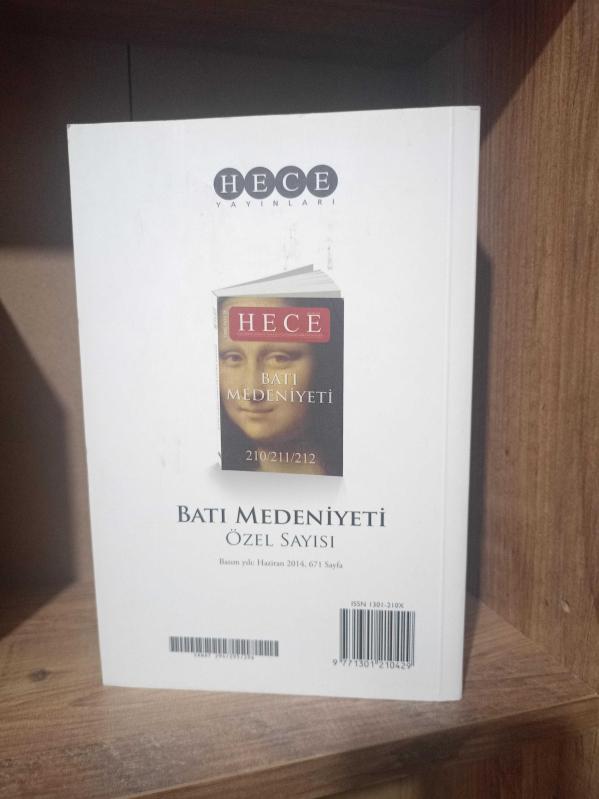 HECE
YAYINLARI
HECE
BATI
MEDENİYETİ
210/211/212
BATI MEDENİYETİ
ÖZEL SAYISI
Basım yılı: Haziran 2014, 671 Sayfa
ISSN 1301-210X
9 771301 210429